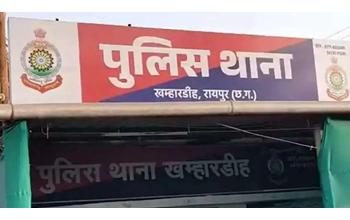 पुलिस थाना
खम्हारडीह, रायपुर (छ.ग.)
पुलिस थाना खम्हारडीह